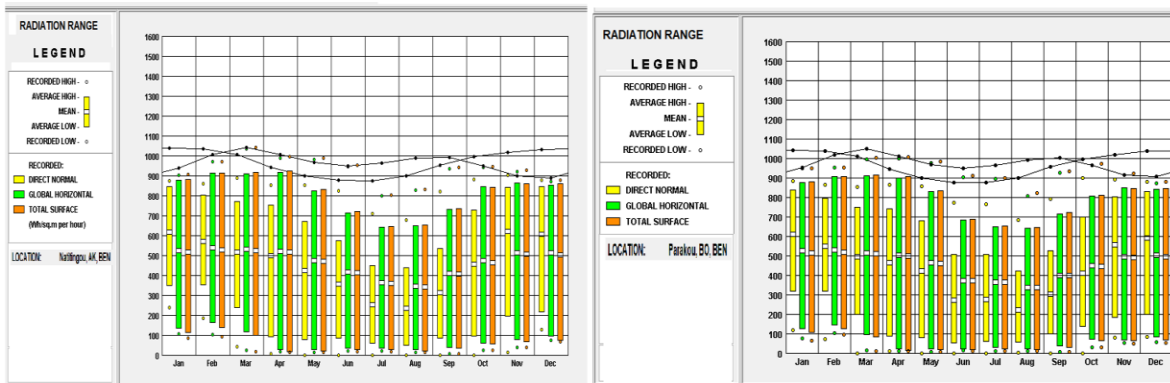 RADIATION RANGE
LEGEND
RECORDED HIGH -
AVERAGE HIGH -
MEAN -
AVERAGE LOW -
RECORDED LOW -
RECORDED:
DIRECT NORMAL
GLOBAL HORIZONTAL
TOTAL SURFACE
(Wh/sq.m per hour)
LOCATION: Natitingou, AK, BEN
1600
1500
1400
1300
1200
1100
1000
900
800
700
600
500
400
300
200
100
0
Jan Feb Mar Apr May Jun Jul Aug Sep Oct Nov Dec
RADIATION RANGE
LEGEND
RECORDED HIGH -
AVERAGE HIGH -
MEAN -
AVERAGE LOW -
RECORDED LOW -
RECORDED:
DIRECT NORMAL
GLOBAL HORIZONTAL
TOTAL SURFACE
LOCATION: Parakou, BO, BEN
1600
1500
1400
1300
1200
1100
1000
900
800
700
600
500
400
300
200
100
0
Jan Feb Mar Apr May Jun Jul Aug Sep Oct Nov Dec